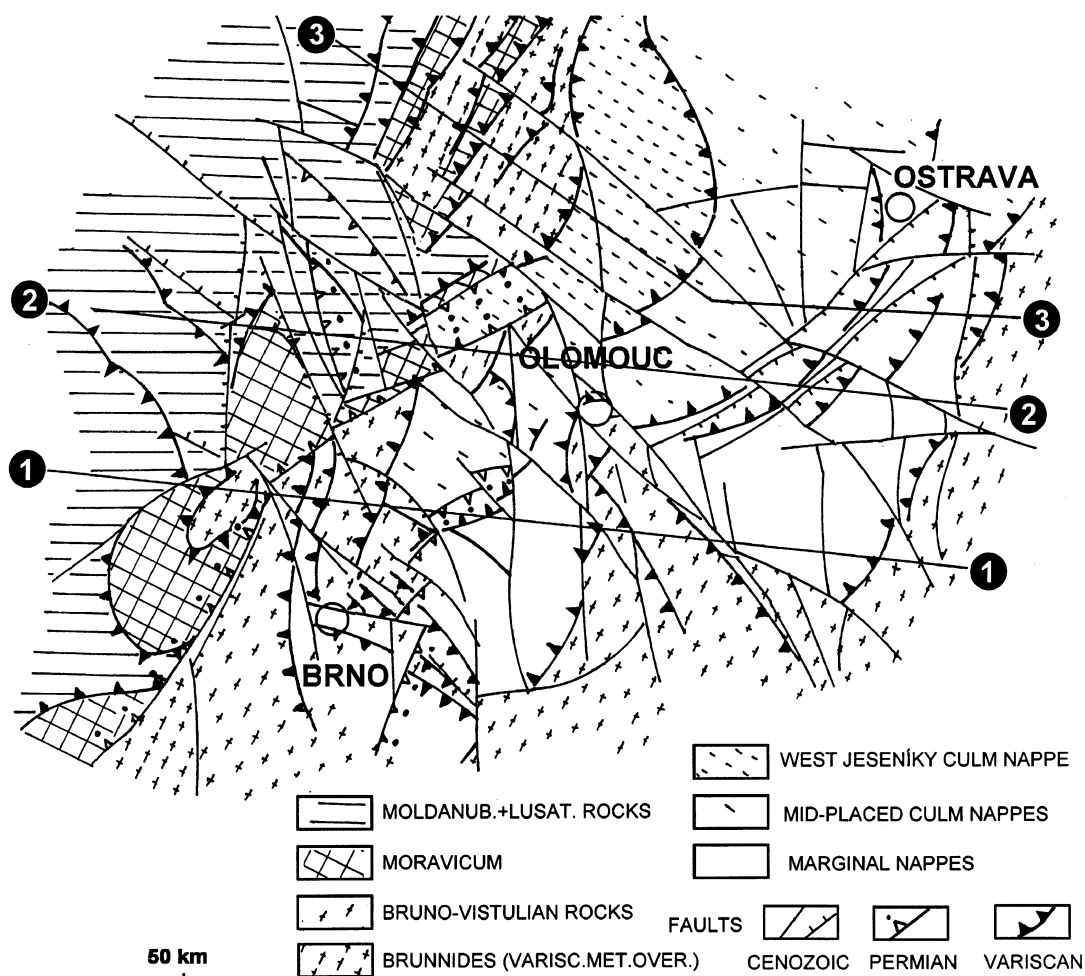 3
OSTRAVA
2
3
OLOMOUC
2
1
1
BRNO
WEST JESENÍKY CULM NAPPE
MOLDANUB.+LUSAT. ROCKS
MID-PLACED CULM NAPPES
MORAVICUM
MARGINAL NAPPES
BRUNO-VISTULIAN ROCKS
FAULTS
50 km
BRUNNIDES (VARISC.MET.OVER.)
CENOZOIC PERMIAN VARISCAN